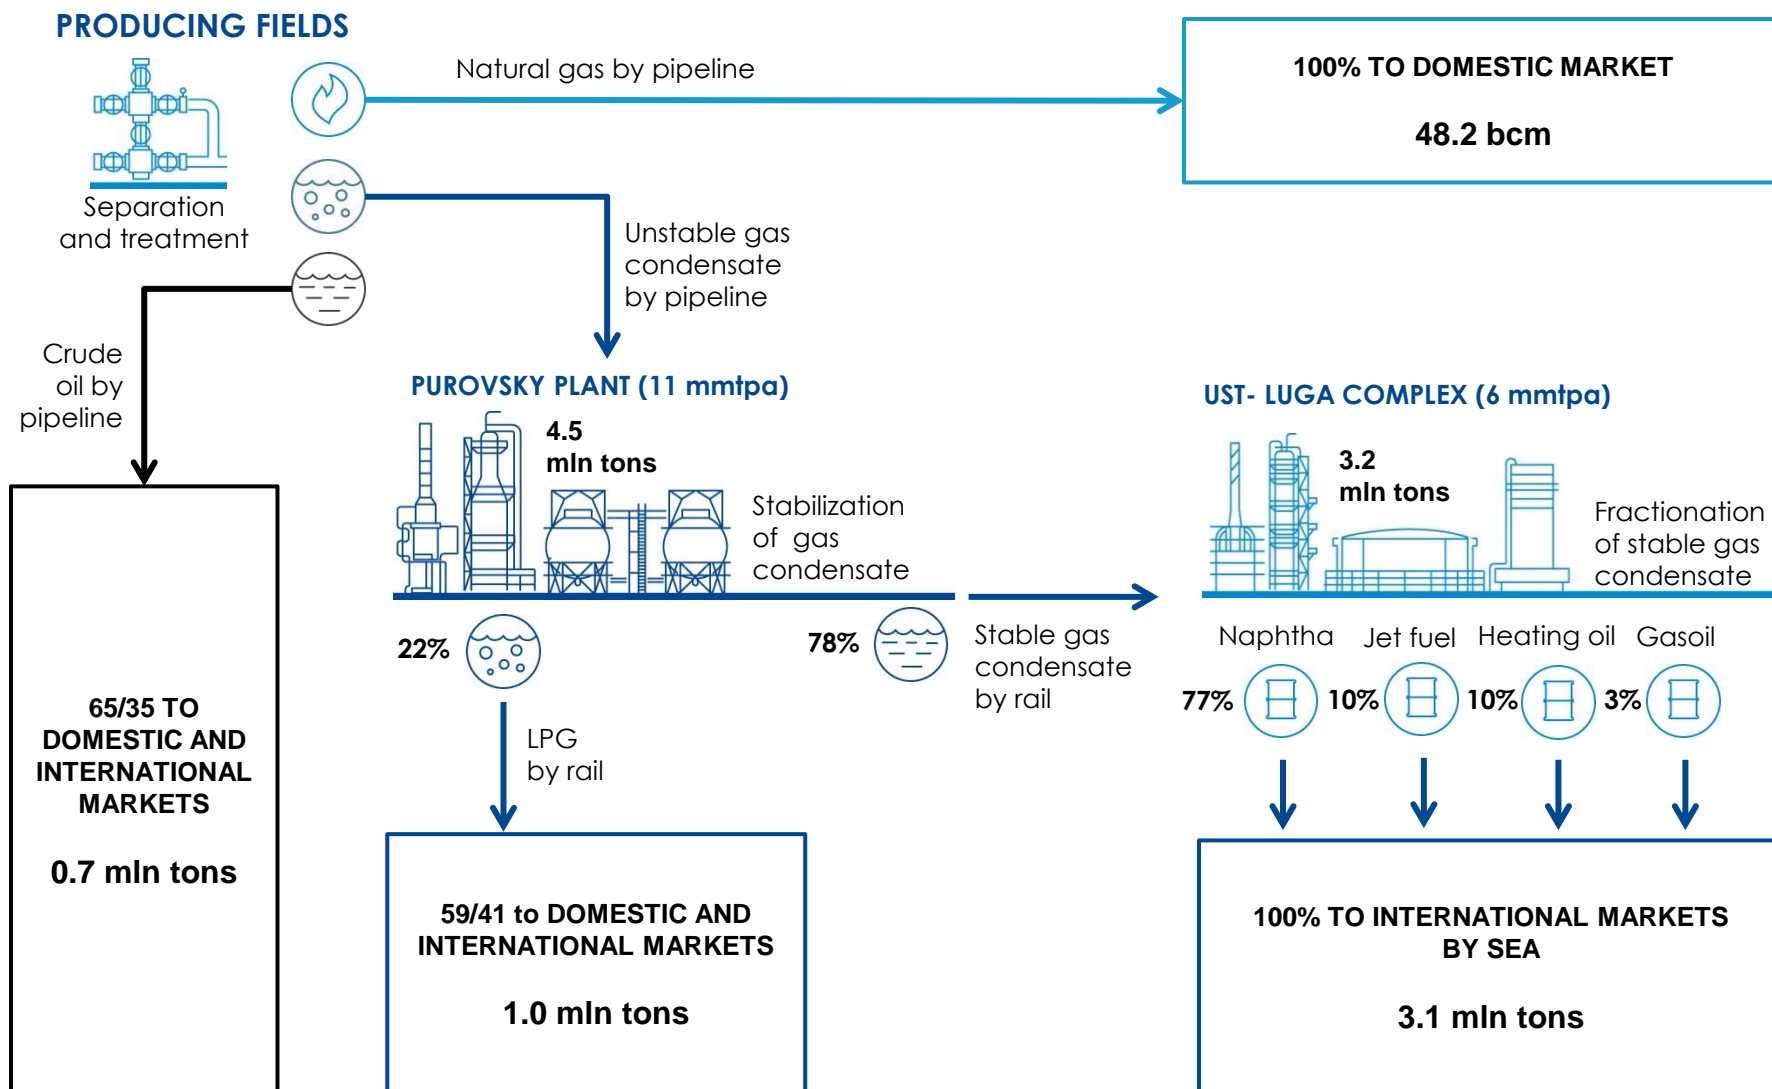 PRODUCING FIELDS
Natural gas by pipeline
100% TO DOMESTIC MARKET
48.2 bcm
Separation
and treatment
Unstable gas
condensate
by pipeline
Crude
oil by
pipeline
PUROVSKY PLANT (11 mmtpa)
4.5
mln tons
Stabilization
of gas
condensate
UST- LUGA COMPLEX (6 mmtpa)
3.2
mln tons
Fractionation
of stable gas
condensate
22%
78%
Stable gas
condensate
by rail
Naphtha
Jet fuel
Heating oil
Gasoil
77%
10%
10%
3%
LPG
by rail
65/35 TO
DOMESTIC AND
INTERNATIONAL
MARKETS
0.7 mln tons
59/41 to DOMESTIC AND
INTERNATIONAL MARKETS
1.0 mln tons
100% TO INTERNATIONAL MARKETS
BY SEA
3.1 mln tons